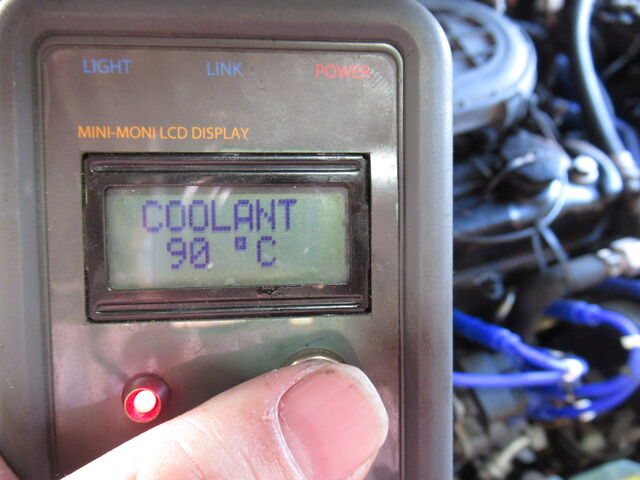 LIGHT LINK POWER
MINI-MONI LCD DISPLAY
COOLANT
90 °C